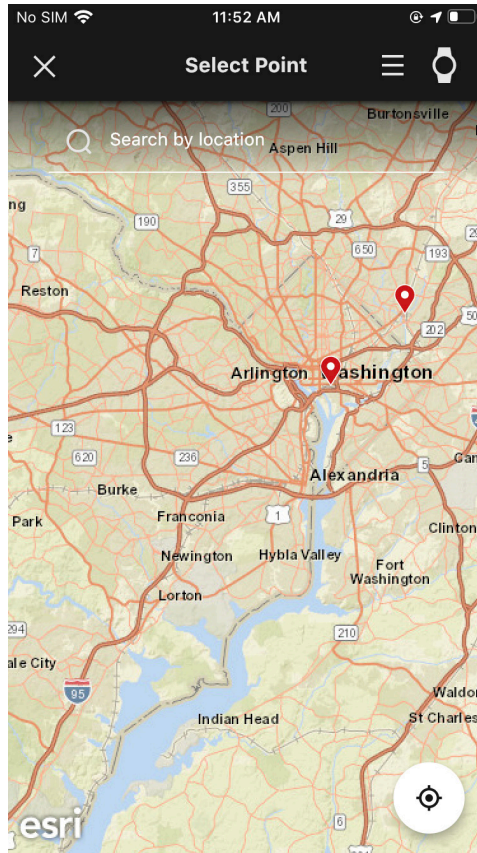 No SIM 11:52 AM
Select Point
200
Burtonsville
Search by location
Aspen Hill
355
ng
190
29
29
650
7
193
Reston
50
202
Arlington
ashington
123
620
236
5
Alexandria
Burke
Park
Franconia
1
Clinton
Newington
Hybla Valley
Fort
Washington
Lorton
294
210
ale City
95
Waldo
Indian Head
St Charles
6
esri